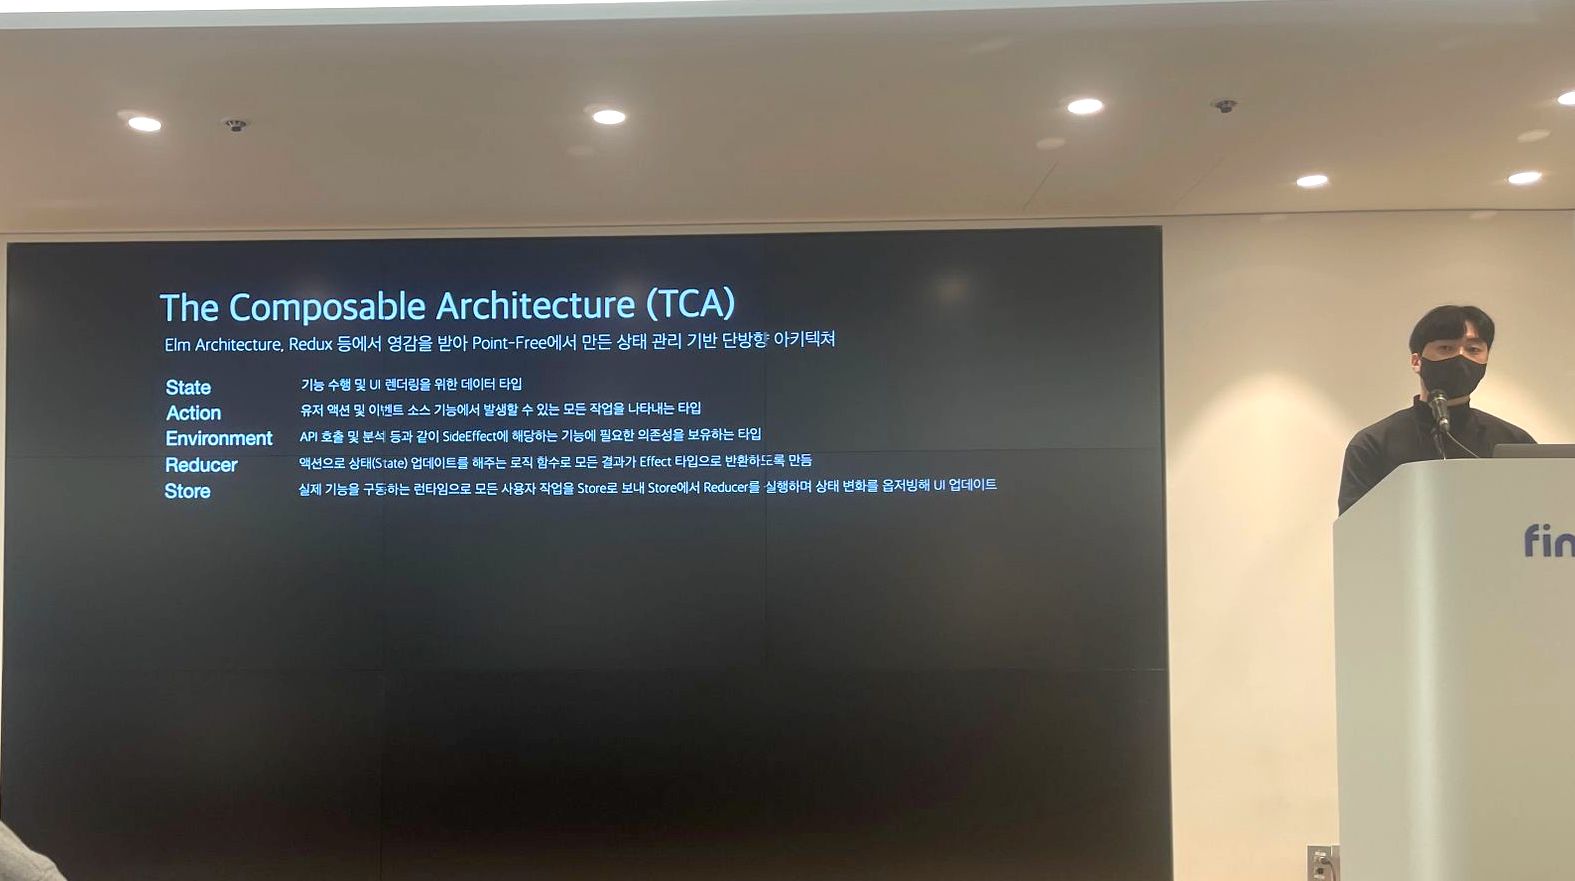 The Composable Architecture (TCA)
Elm Architecture, Redux 등에서 영감을 받아 Point-Free에서 만든 상태 관리 기반 단방향 아키텍쳐
State 기능 수행 및 UI 렌더링을 위한 데이터 타입
Action 유저 액션 및 이벤트 소스 기능에서 발생할 수 있는 모든 작업을 나타내는 타입
Environment API 호출 및 분석 등과 같이 SideEffect에 해당하는 기능에 필요한 의존성을 보유하는 타입
Reducer 액션으로 상태(State) 업데이트를 해주는 로직 함수로 모든 결과가 Effect 타입으로 반환하도록 만듬
Store 실제 기능을 구동하는 런타임으로 모든 사용자 작업을 Store로 보내 Store에서 Reducer를 실행하며 상태 변화를 옵저빙해 UI 업데이트
fin